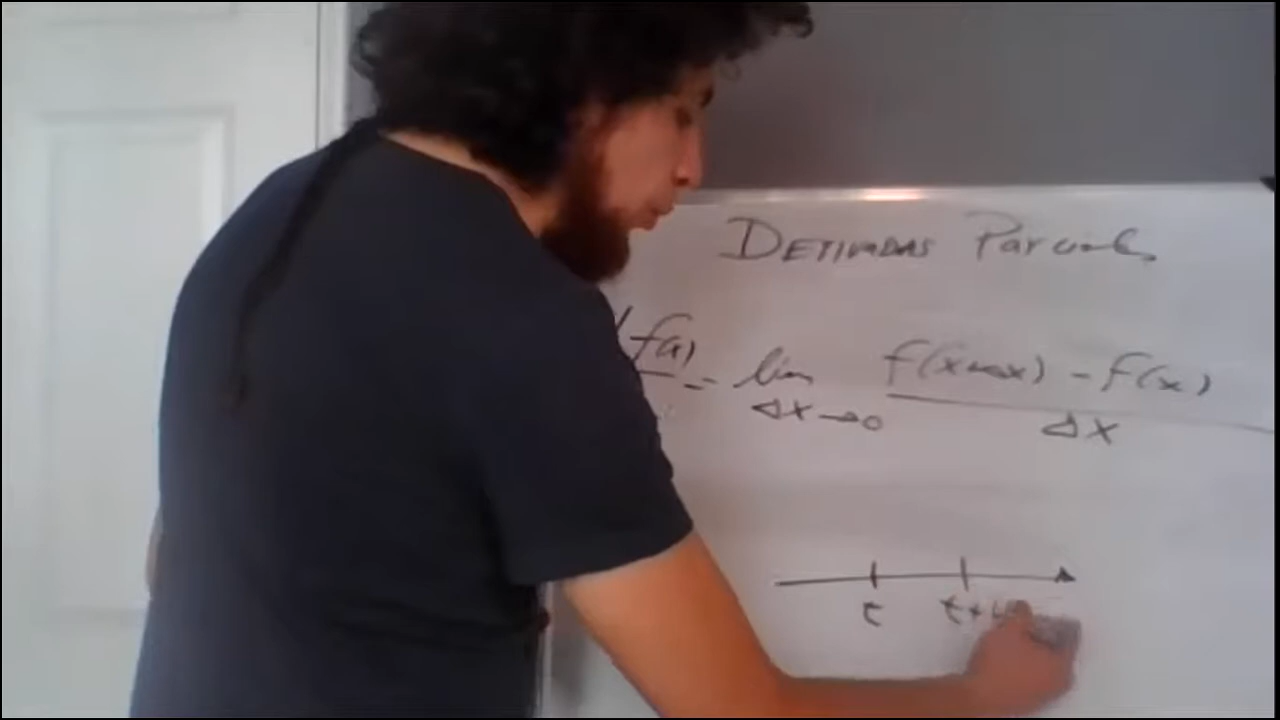 DERIVADAS Parciales
f(x) = lim f(x+Δx) - f(x)
Δx→0 Δx
t t+